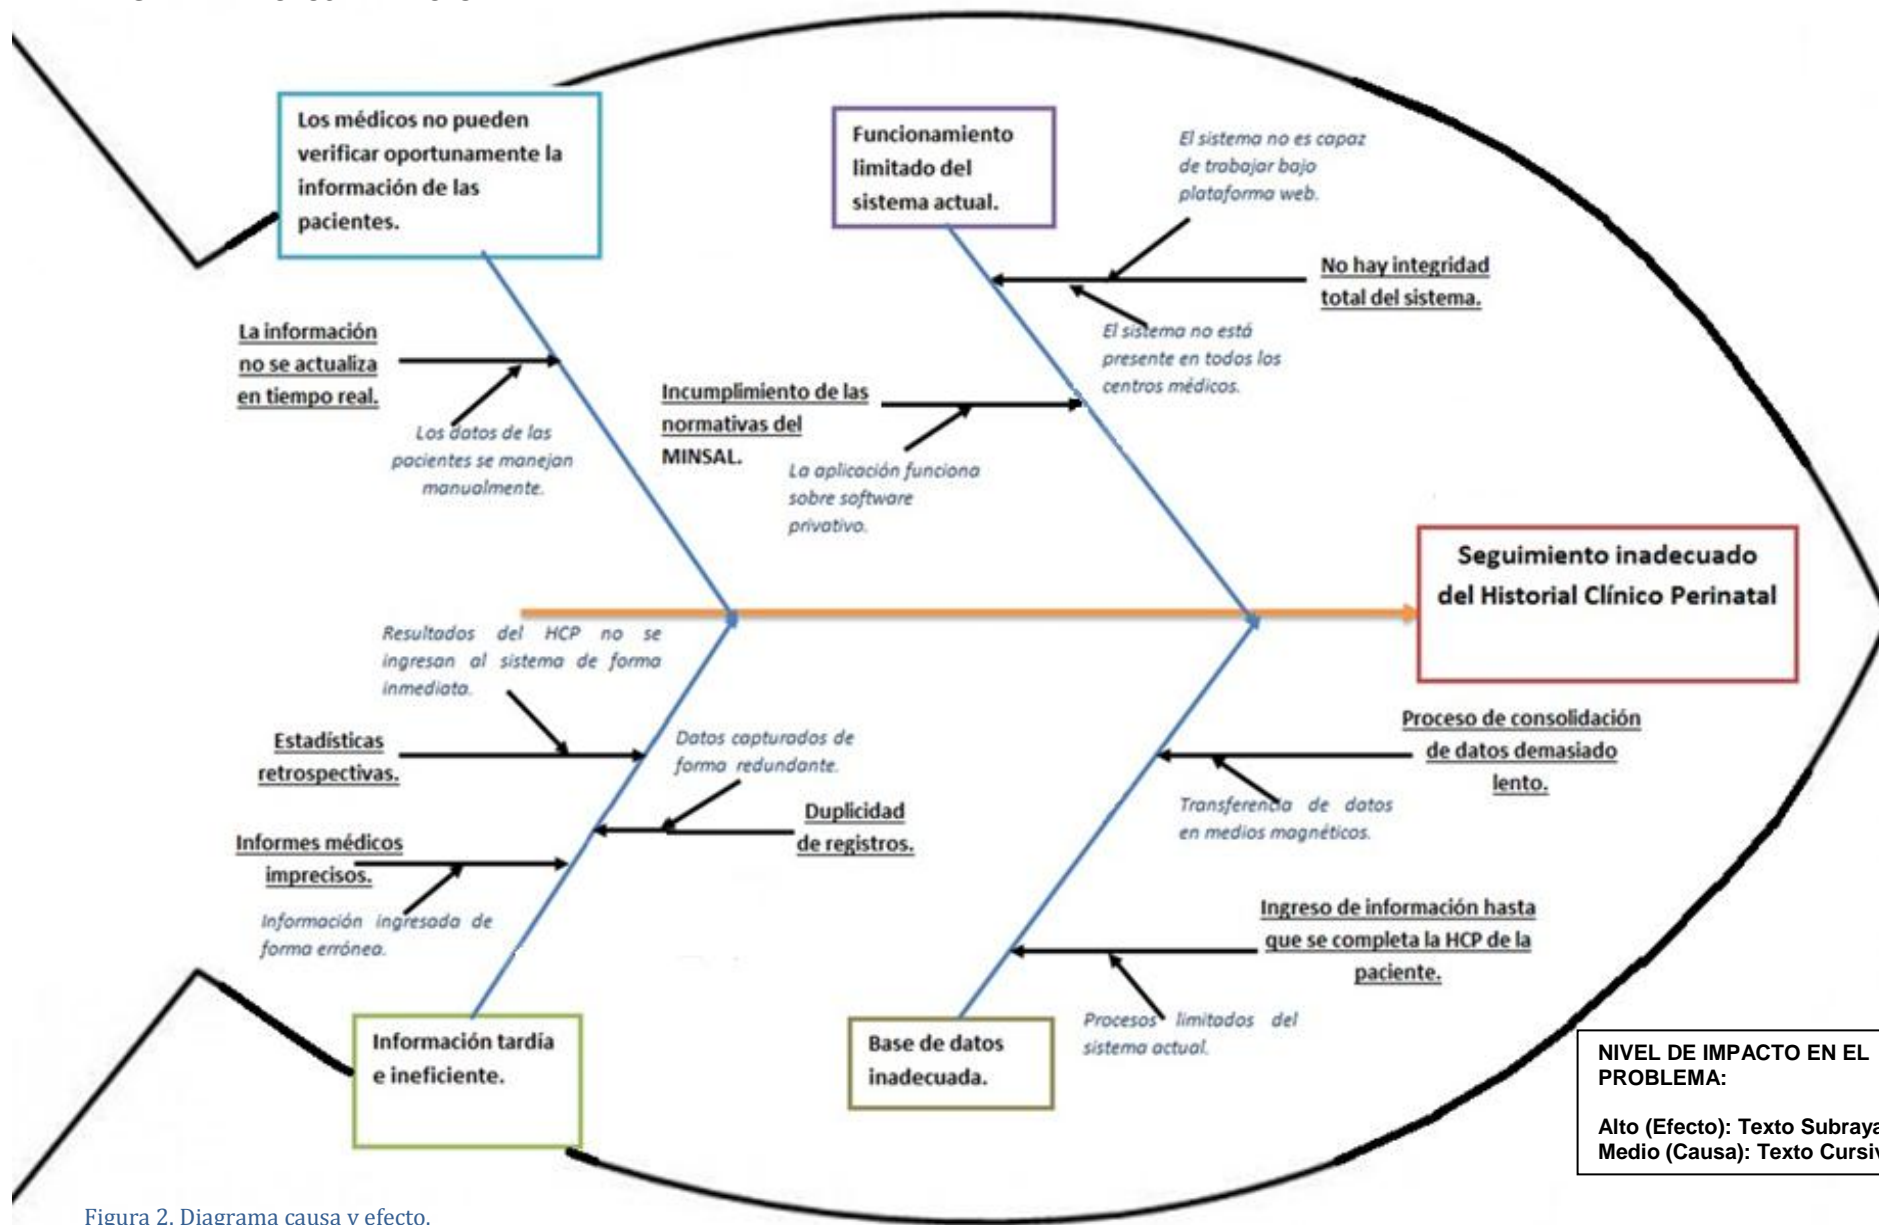 Los médicos no pueden
verificar oportunamente la
información de las
pacientes.
La información
no se actualiza
en tiempo real.
Los datos de las
pacientes se manejan
manualmente.
Funcionamiento
limitado del
sistema actual.
El sistema no es capaz
de trabajar bajo
plataforma web.
No hay integridad
total del sistema.
El sistema no está
presente en todos los
centros médicos.
Incumplimiento de las
normativas del
MINSAL.
La aplicación funciona
sobre software
privativo.
Seguimiento inadecuado
del Historial Clínico Perinatal
Resultados del HCP no se
ingresan al sistema de forma
inmediata.
Estadísticas
retrospectivas.
Datos capturados de
forma redundante.
Duplicidad
de registros.
Informes médicos
imprecisos.
Información ingresada de
forma errónea.
Información tardía
e ineficiente.
Proceso de consolidación
de datos demasiado
lento.
Transferencia de datos
en medios magnéticos.
Ingreso de información hasta
que se completa la HCP de la
paciente.
Procesos limitados del
sistema actual.
Base de datos
inadecuada.
NIVEL DE IMPACTO EN EL
PROBLEMA:
Alto (Efecto): Texto Subraya
Medio (Causa): Texto Cursiv
Figura 2. Diagrama causa y efecto.